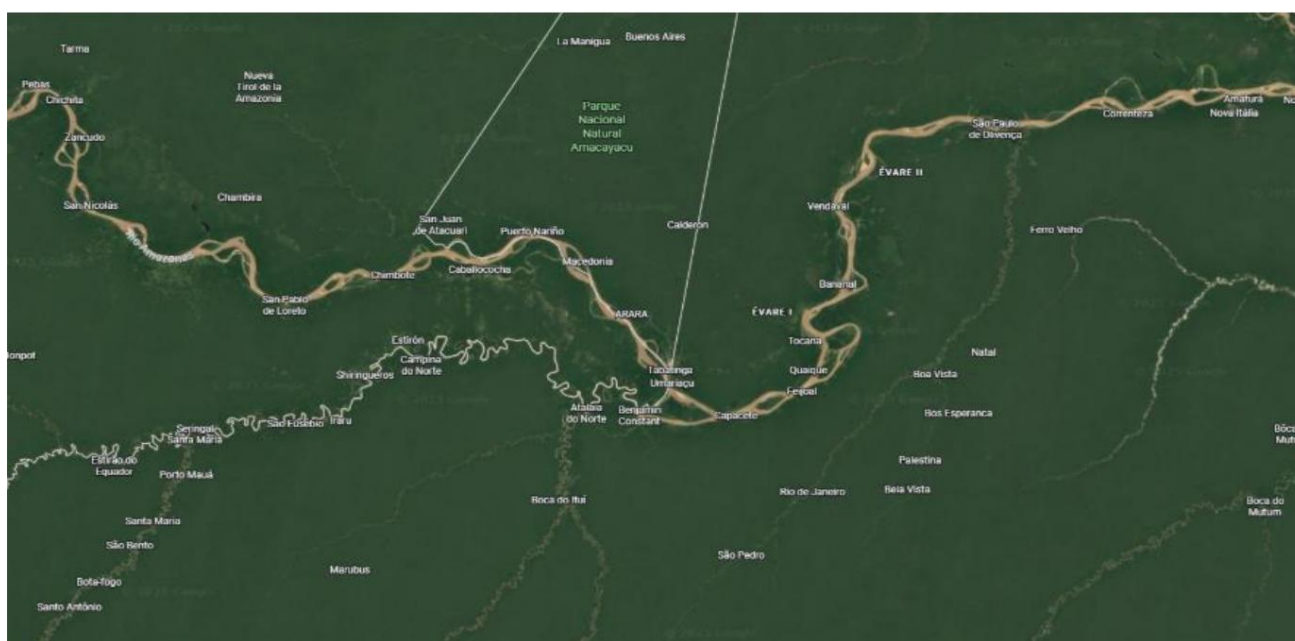 Tarma
La Manigua
Buenos Aires
Pebas
Chichita
Nueva
Tirol de la
Amazonia
Parque
Nacional
Natural
Amacayacu
Amaturá
No
Correnteza
Nova Itália
São Paulo
de Olivença
Zancudo
ÉVARE II
San Nicolás
Chambira
San Juan
de Atacuari
Puerto Nariño
Calderón
Vendaval
Ferro Velho
Rio Amazonas
Chimbote
Caballococha
Macedonia
Bananal
San Pablo
de Loreto
ARARA
ÉVARE I
Estirón
Tocana
Natal
Campina
do Norte
Shiringueros
Tabatinga
Umariaçu
Quaique
Boa Vista
Feijoal
Atalaia
do Norte
Benjamin
Constant
Capacete
Bos Esperanca
Seringal
Santa Maria
São Eusébio
Iraru
Estirão do
Equador
Porto Mauá
Palestina
Boca do Ituí
Rio de Janeiro
Bela Vista
Boca do
Mutum
Santa Maria
São Bento
São Pedro
Marubus
Bota-fogo
Santo Antônio